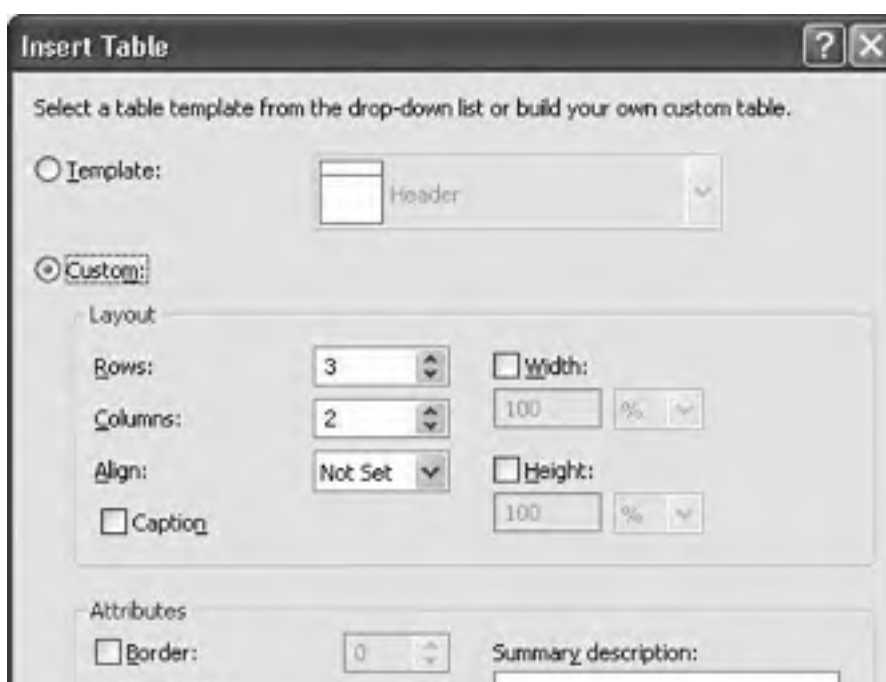 Insert Table
Select a table template from the drop-down list or build your own custom table.
Template:
Header
Custom:
Layout
Rows: 3 Width:
100 %
Columns: 2
Align: Not Set Height:
100 %
Caption
Attributes
Border: 0 Summary description: